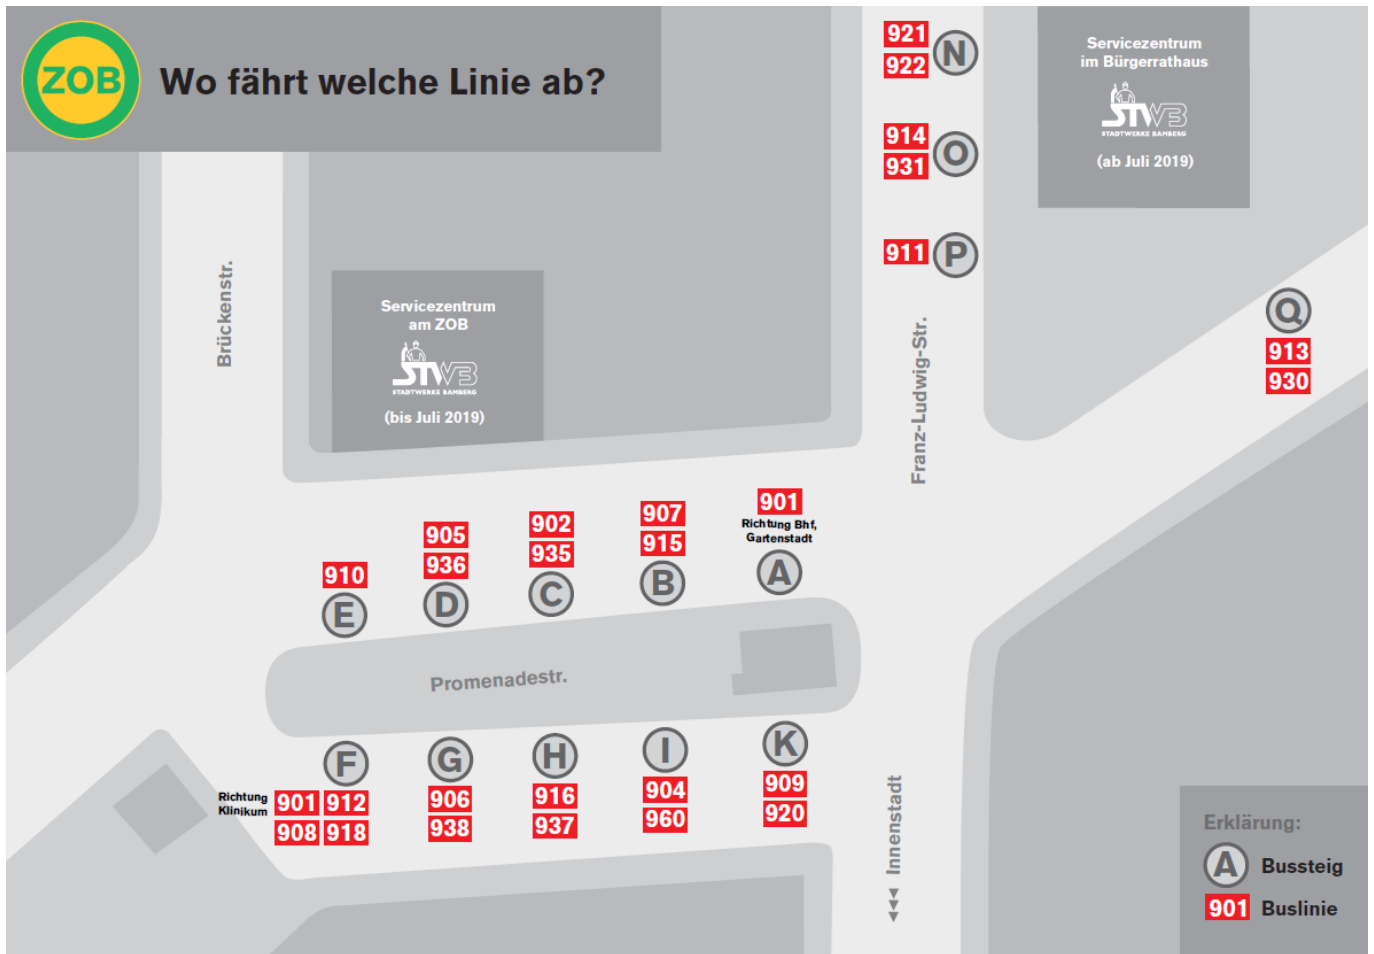 ZOB
Wo fährt welche Linie ab?
921
922
N
914
931
O
911
P
Servicezentrum
im Bürgerrathaus
STWB
STADTWERKE BAMBERG
(ab Juli 2019)
Brückenstr.
Servicezentrum
am ZOB
STWB
STADTWERKE BAMBERG
(bis Juli 2019)
Franz-Ludwig-Str.
Q
913
930
910
E
905
936
D
902
935
C
907
915
B
901
Richtung Bhf,
Gartenstadt
A
Promenadestr.
F
Richtung
Klinikum
901 912
908 918
G
906
938
H
916
937
I
904
960
K
909
920
Innenstadt
Erklärung:
A Bussteig
901 Buslinie